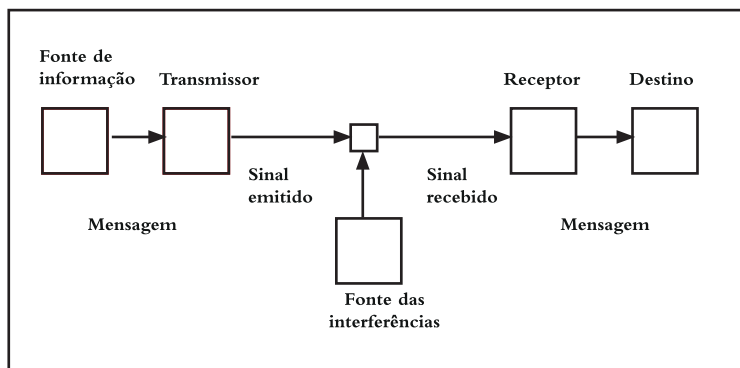 Fonte de
informação
Transmissor
Receptor
Destino
Sinal
emitido
Sinal
recebido
Mensagem
Mensagem
Fonte das
interferências